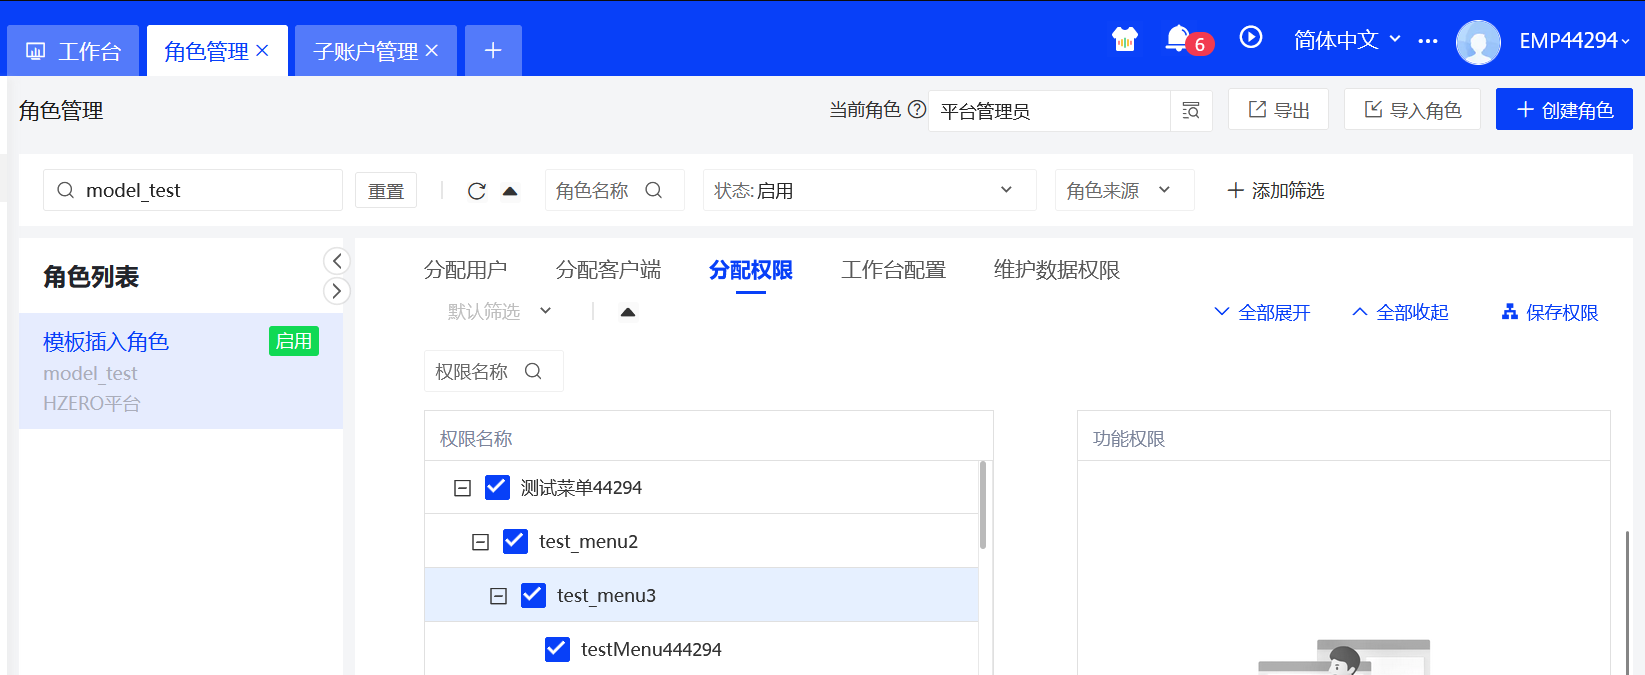 工作台 角色管理 子账户管理 6 简体中文 EMP44294
角色管理 当前角色 平台管理员 导出 导入角色 创建角色
model_test 重置 角色名称 状态: 启用 角色来源 添加筛选
角色列表
模板插入角色 启用
model_test
HZERO平台
分配用户 分配客户端 分配权限 工作台配置 维护数据权限
默认筛选 全部展开 全部收起 保存权限
权限名称
权限名称 功能权限
测试菜单44294
test_menu2
test_menu3
testMenu444294